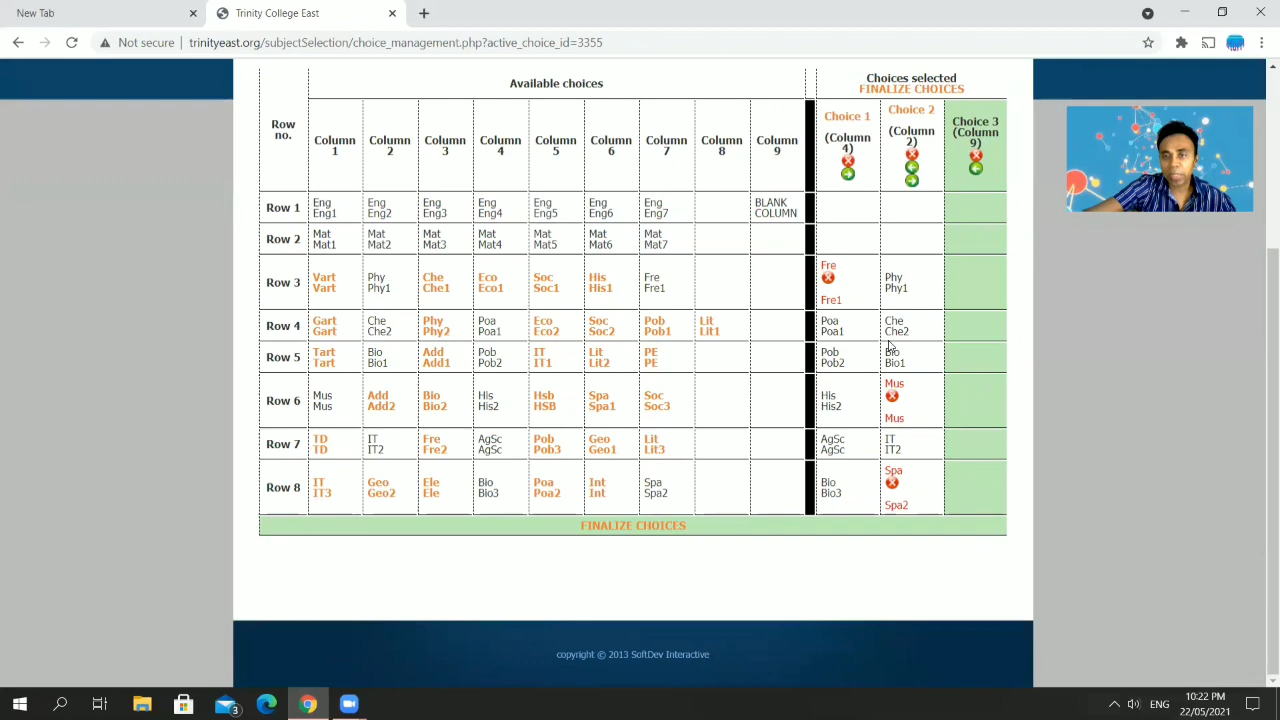 New Tab
Trinity College East
Not secure
trinityeast.org/subjectSelection/choice_management.php?active_choice_id=3355
Row no.
Available choices
Choices selected
FINALIZE CHOICES
Column 1
Column 2
Column 3
Column 4
Column 5
Column 6
Column 7
Column 8
Column 9
Choice 1
(Column 4)
Choice 2
(Column 2)
Choice 3
(Column 9)
Row 1 Eng Eng Eng Eng Eng Eng Eng BLANK
Eng1 Eng2 Eng3 Eng4 Eng5 Eng6 Eng7 COLUMN
Row 2 Mat Mat Mat Mat Mat Mat Mat
Mat1 Mat2 Mat3 Mat4 Mat5 Mat6 Mat7
Row 3 Vart Phy Che Eco Soc His Fre Fre Phy
Vart Phy1 Che1 Eco1 Soc1 His1 Fre1 Fre1 Phy1
Row 4 Gart Che Phy Poa Eco Soc Pob Lit Poa Che
Gart Che2 Phy2 Poa1 Eco2 Soc2 Pob1 Lit1 Poa1 Che2
Row 5 Tart Bio Add Pob IT Lit PE Pob Bio
Tart Bio1 Add1 Pob2 IT1 Lit2 PE Pob2 Bio1
Row 6 Mus Add Bio His Hsb Spa Soc His Mus
Mus Add2 Bio2 His2 HSB Spa1 Soc3 His2 Mus
Row 7 TD IT Fre AgSc Pob Geo Lit AgSc IT
TD IT2 Fre2 AgSc Pob3 Geo1 Lit3 AgSc IT2
Row 8 IT Geo Ele Bio Poa Int Spa Bio Spa
IT3 Geo2 Ele Bio3 Poa2 Int Spa2 Bio3 Spa2
FINALIZE CHOICES
copyright © 2013 SoftDev Interactive
3
ENG
10:22 PM
22/05/2021